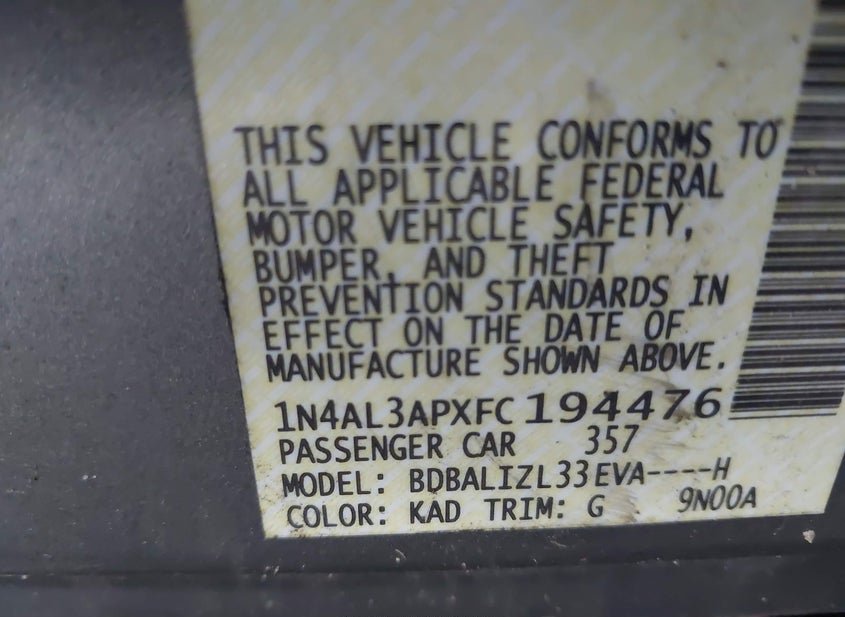 THIS VEHICLE CONFORMS TO
ALL APPLICABLE FEDERAL
MOTOR VEHICLE SAFETY,
BUMPER, AND THEFT
PREVENTION STANDARDS IN
EFFECT ON THE DATE OF
MANUFACTURE SHOWN ABOVE.
1N4AL3APXFC194476
PASSENGER CAR 357
MODEL: BDBALIZL33EVA----H
COLOR: KAD TRIM: G 9N00A